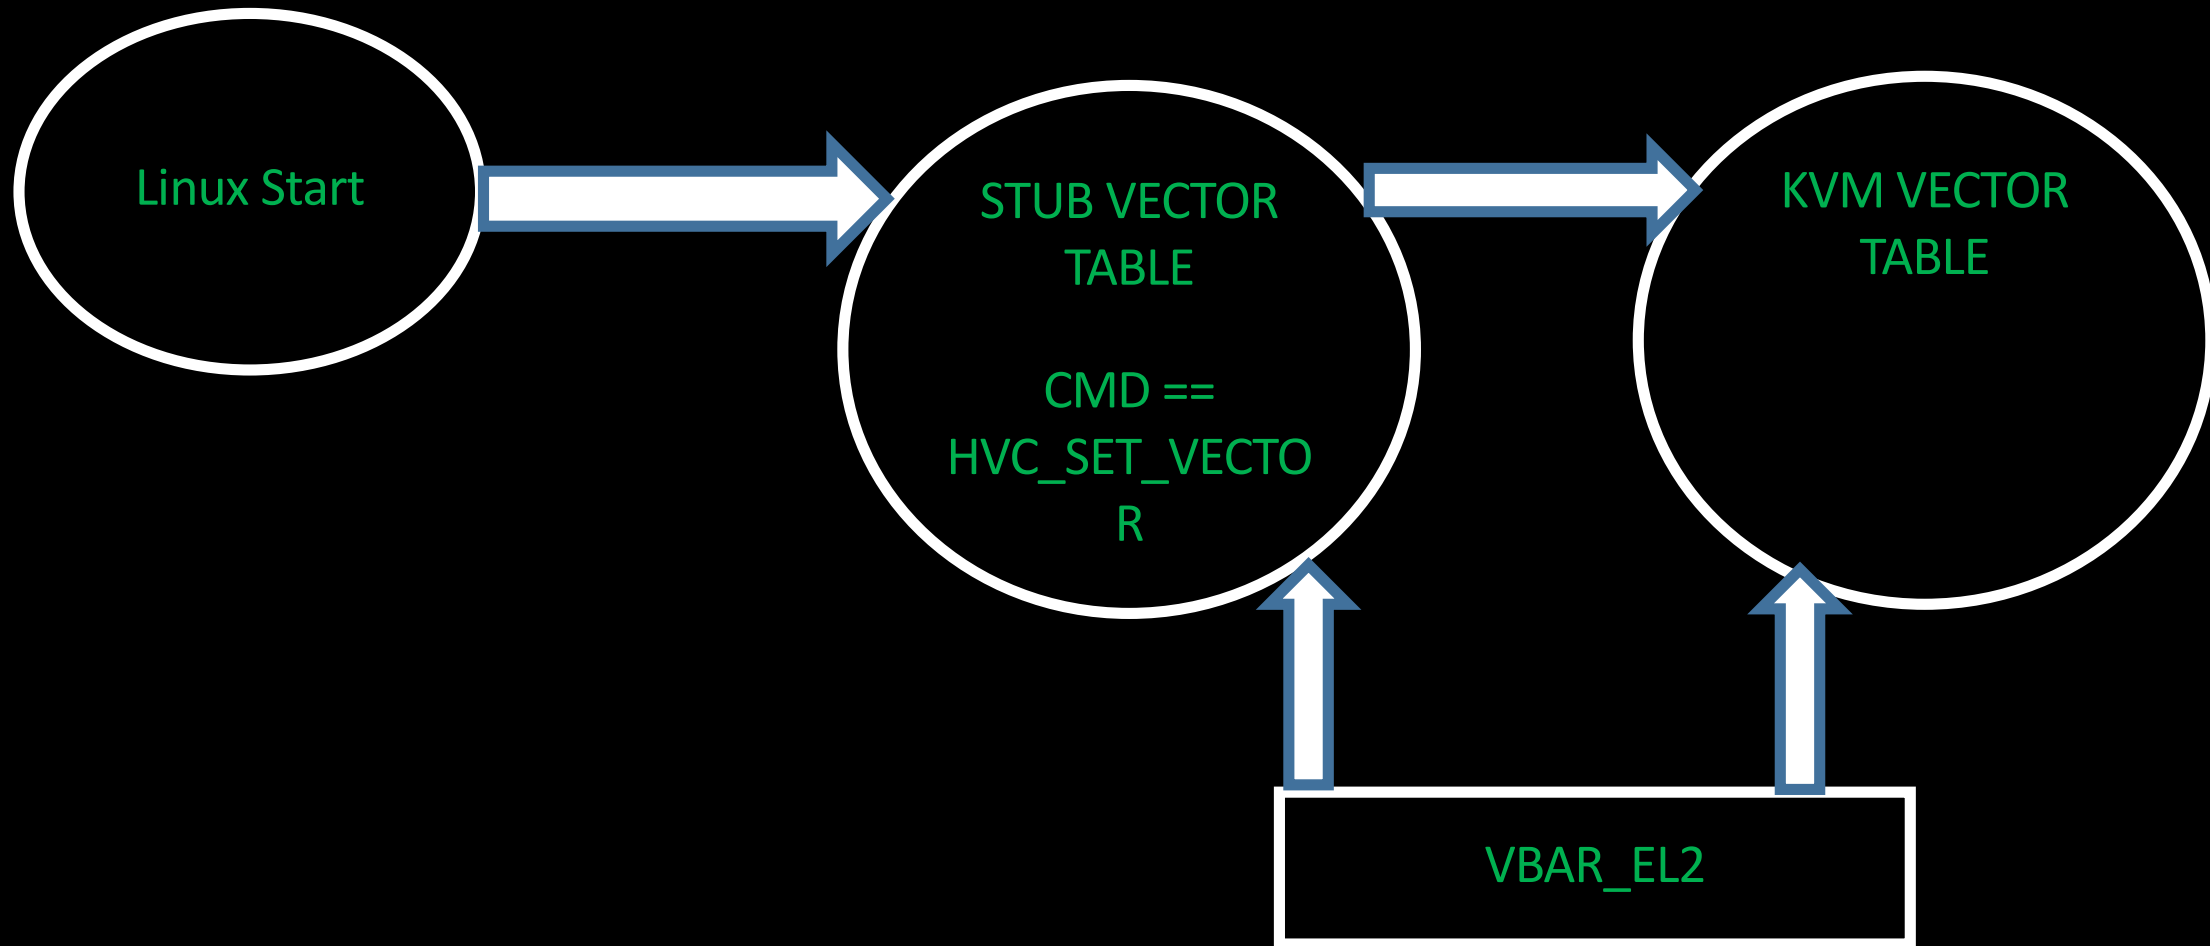 Linux Start
STUB VECTOR
TABLE
CMD ==
HVC_SET_VECTO
R
KVM VECTOR
TABLE
VBAR_EL2